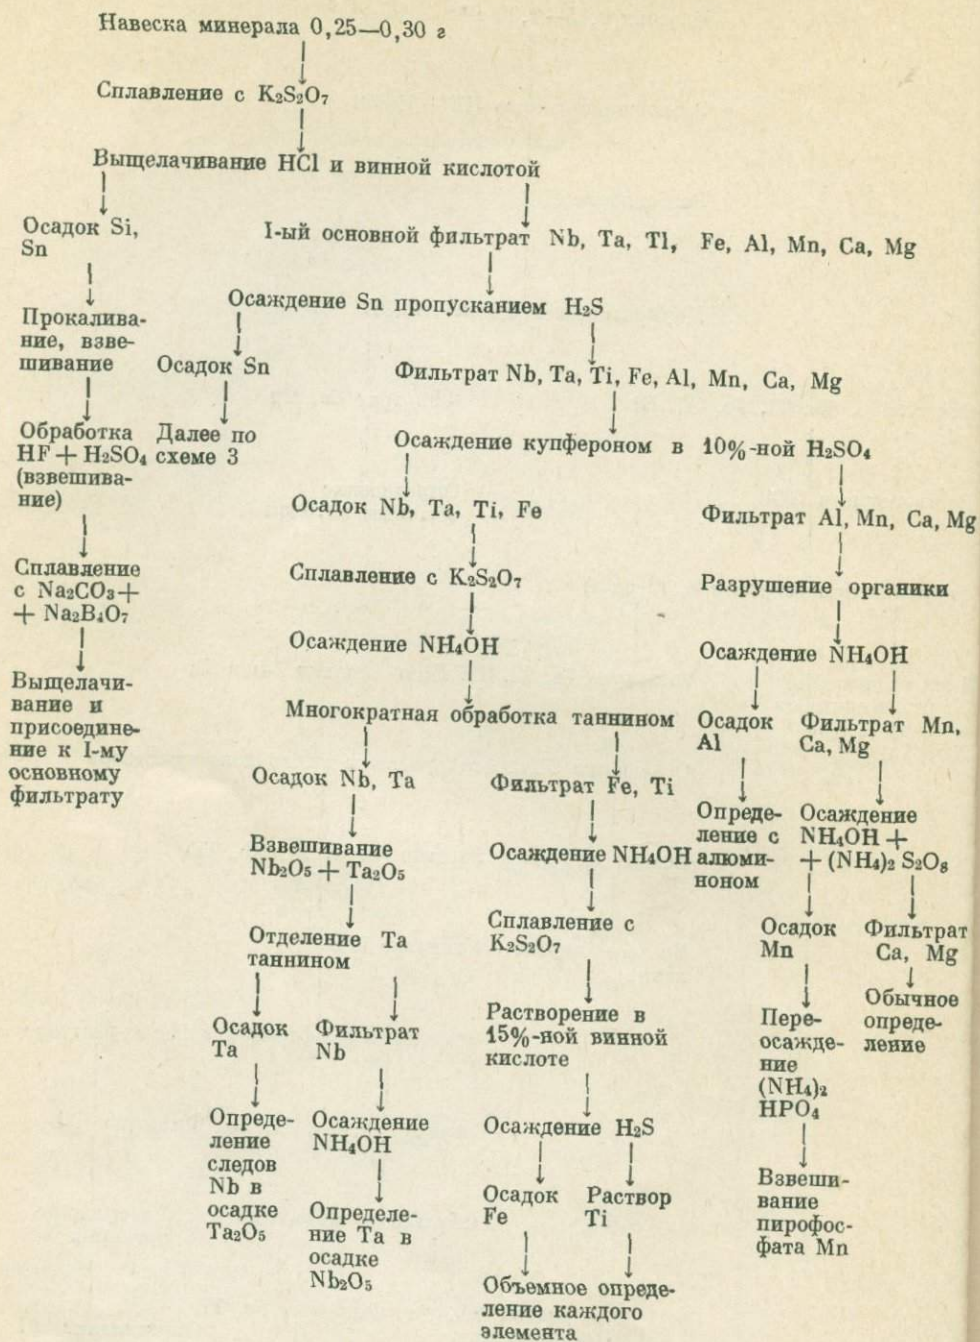 Навеска минерала 0,25—0,30 г
Сплавление с K₂S₂O₇
Выщелачивание HCl и винной кислотой
Осадок Si,
Sn
I-ый основной фильтрат Nb, Ta, Tl, Fe, Al, Mn, Ca, Mg
Осаждение Sn пропусканием H₂S
Прокалива-
ние, взве-
шивание
Осадок Sn
Фильтрат Nb, Ta, Ti, Fe, Al, Mn, Ca, Mg
Обработка
HF + H₂SO₄
(взвешива-
ние)
Далее по
схеме 3
Осаждение купфероном в 10%-ной H₂SO₄
Осадок Nb, Ta, Ti, Fe
Фильтрат Al, Mn, Ca, Mg
Сплавление
с Na₂CO₃+
+ Na₂B₄O₇
Сплавление с K₂S₂O₇
Разрушение органики
Осаждение NH₄OH
Осаждение NH₄OH
Выщелачи-
вание и
присоедине-
ние к I-му
основному
фильтрату
Многократная обработка таннином
Осадок
Al
Фильтрат Mn,
Ca, Mg
Осадок Nb, Ta
Фильтрат Fe, Ti
Опреде-
ление с
алюми-
ноном
Осаждение
NH₄OH +
+ (NH₄)₂ S₂O₈
Взвешивание
Nb₂O₅ + Ta₂O₅
Осаждение NH₄OH
Отделение Ta
таннином
Сплавление с
K₂S₂O₇
Осадок
Mn
Фильтрат
Ca, Mg
Осадок
Ta
Фильтрат
Nb
Растворение в
15%-ной винной
кислоте
Пере-
осажде-
ние
(NH₄)₂
HPO₄
Обычное
опреде-
ление
Опреде-
ление
следов
Nb в
осадке
Ta₂O₅
Осаждение
NH₄OH
Осаждение H₂S
Определе-
ние Ta в
осадке
Nb₂O₅
Осадок
Fe
Раствор
Ti
Взвеши-
вание
пирофос-
фата Mn
Объемное опреде-
ление каждого
элемента